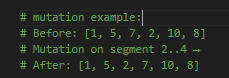 # mutation example:
# Before: [1, 5, 7, 2, 10, 8]
# Mutation on segment 2..4 →
# After: [1, 5, 2, 7, 10, 8]